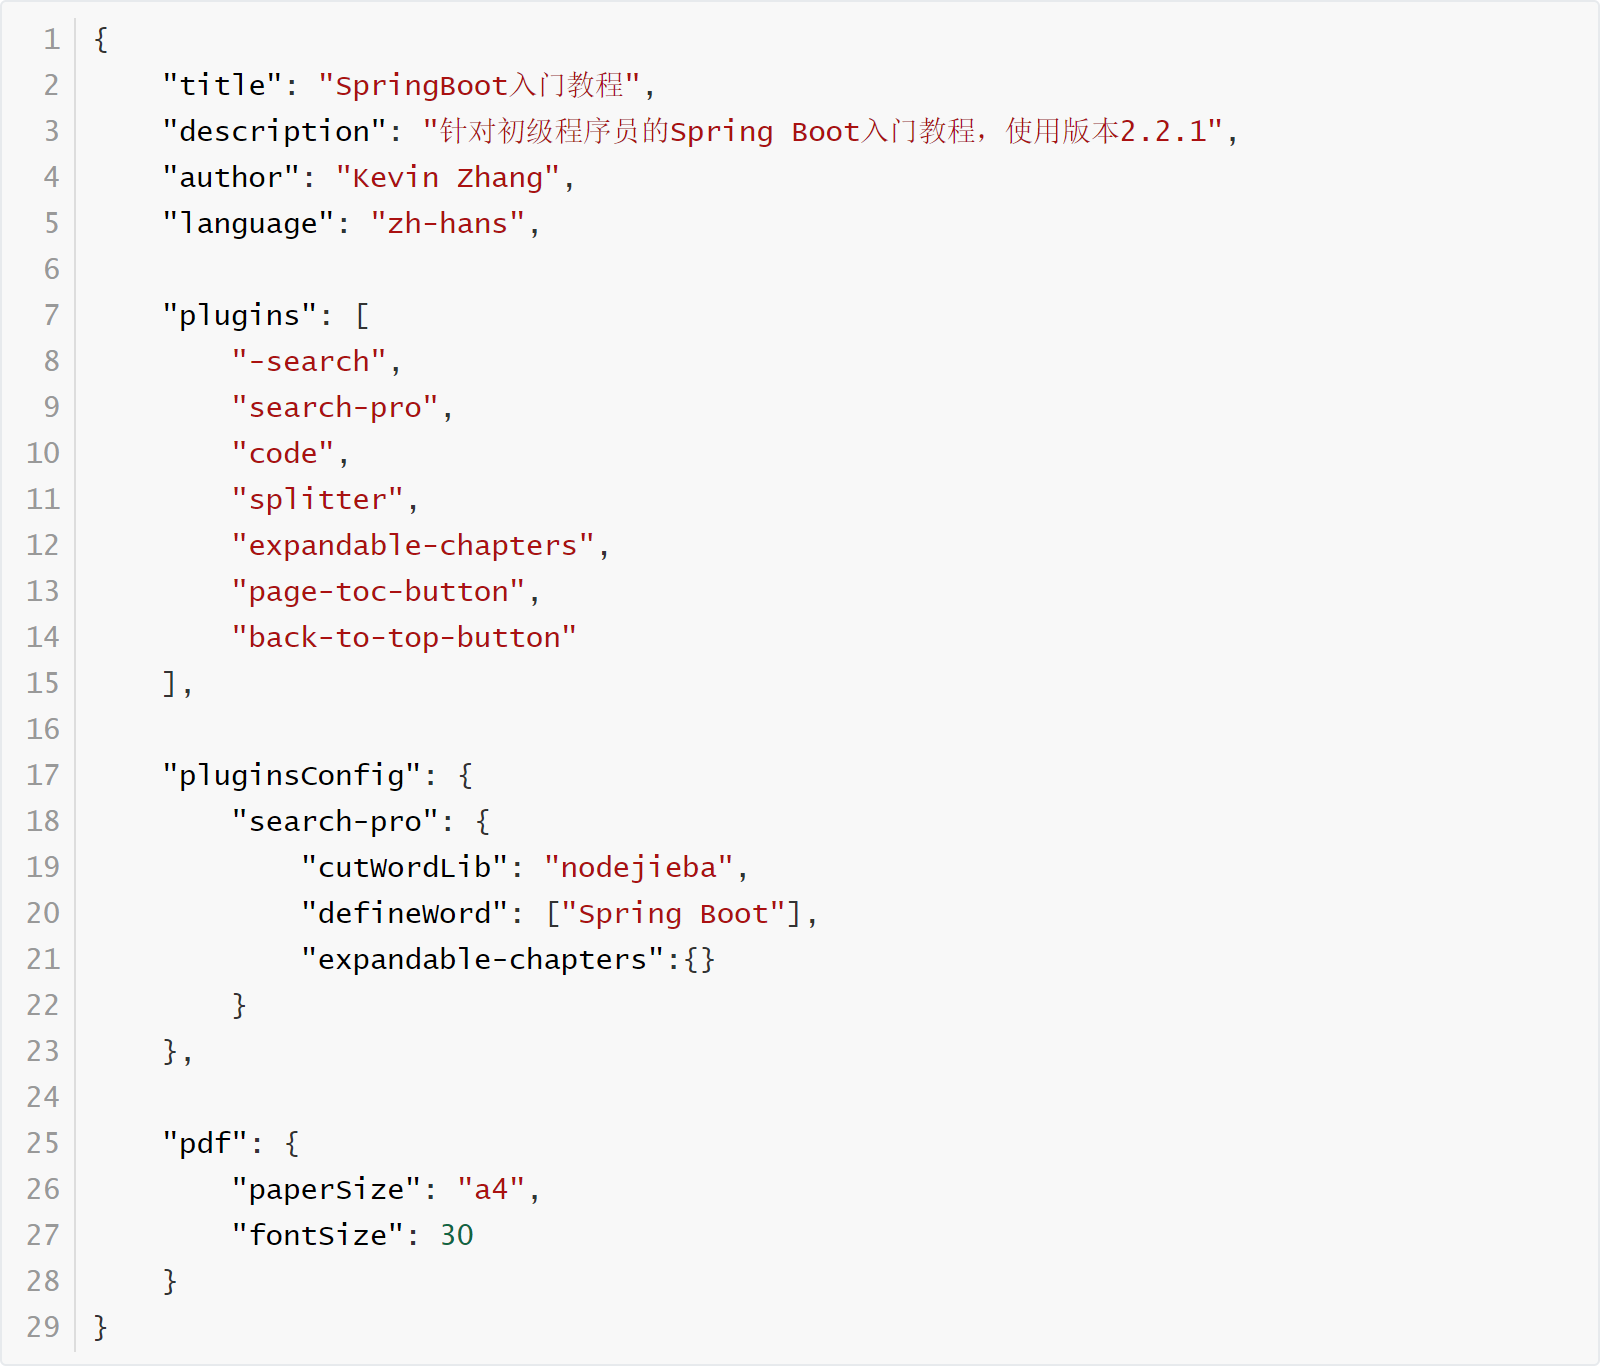 1 {
2     "title": "SpringBoot入门教程",
3     "description": "针对初级程序员的Spring Boot入门教程，使用版本2.2.1",
4     "author": "Kevin Zhang",
5     "language": "zh-hans",
6
7     "plugins": [
8         "-search",
9         "search-pro",
10         "code",
11         "splitter",
12         "expandable-chapters",
13         "page-toc-button",
14         "back-to-top-button"
15     ],
16
17     "pluginsConfig": {
18         "search-pro": {
19             "cutWordLib": "nodejieba",
20             "defineWord": ["Spring Boot"],
21             "expandable-chapters":{}
22         }
23     },
24
25     "pdf": {
26         "paperSize": "a4",
27         "fontSize": 30
28     }
29 }